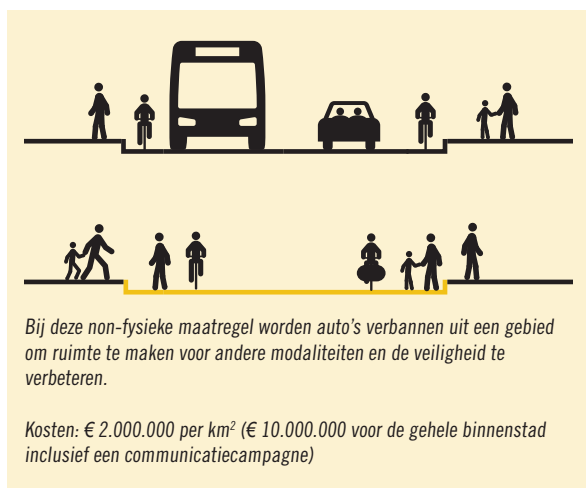 Bij deze non-fysieke maatregel worden auto's verbannen uit een gebied
om ruimte te maken voor andere modaliteiten en de veiligheid te
verbeteren.
Kosten: € 2.000.000 per km² (€ 10.000.000 voor de gehele binnenstad
inclusief een communicatiecampagne)